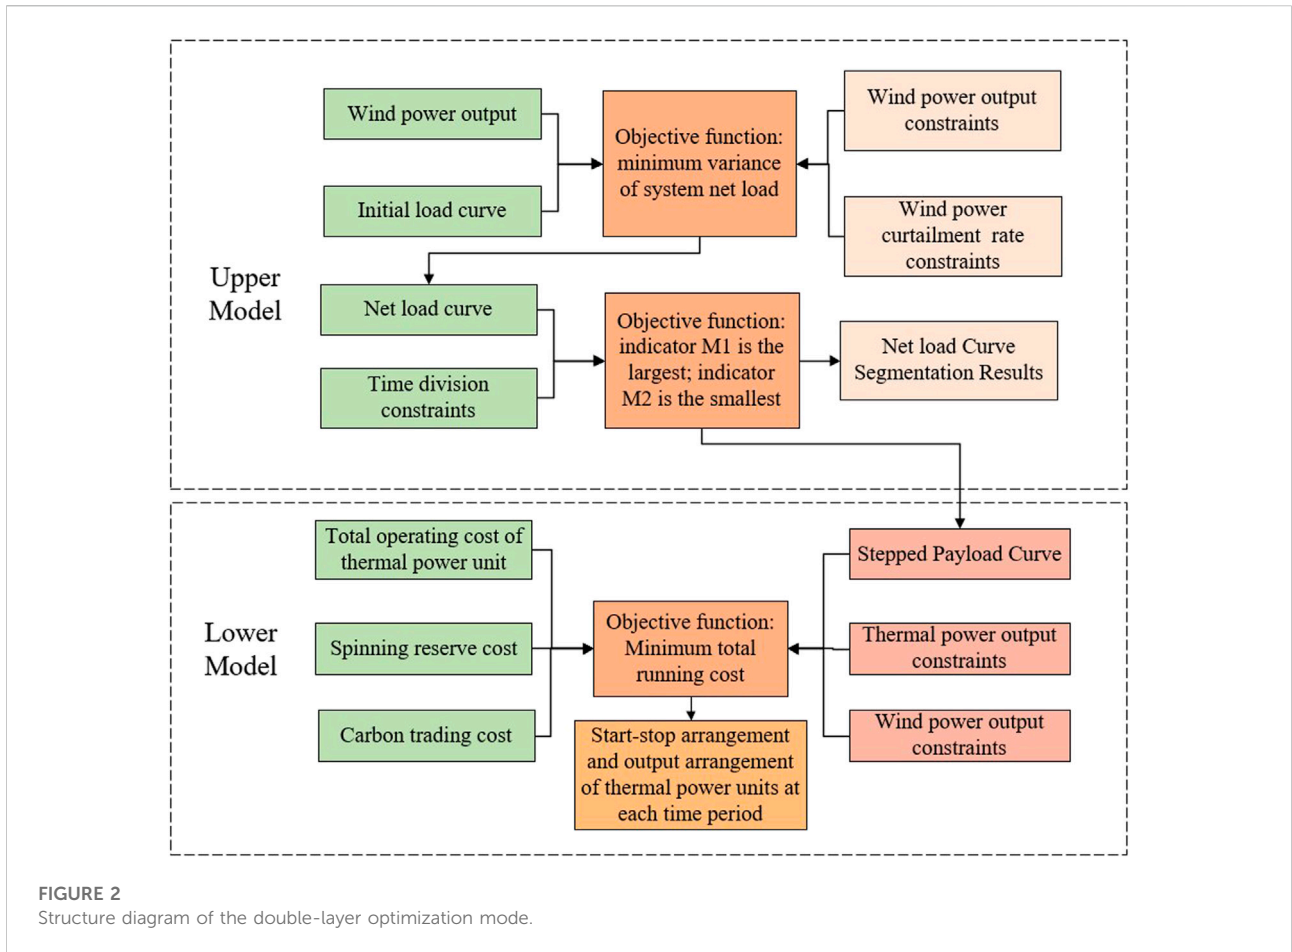 Wind power output
Initial load curve
Objective function:
minimum variance
of system net load
Wind power output
constraints
Wind power
curtailment rate
constraints
Upper
Model
Net load curve
Time division
constraints
Objective function:
indicator M1 is the
largest; indicator
M2 is the smallest
Net load Curve
Segmentation Results
Lower
Model
Total operating cost of
thermal power unit
Spinning reserve cost
Carbon trading cost
Objective function:
Minimum total
running cost
Start-stop arrangement
and output arrangement
of thermal power units at
each time period
Stepped Payload Curve
Thermal power output
constraints
Wind power output
constraints
FIGURE 2
Structure diagram of the double-layer optimization mode.